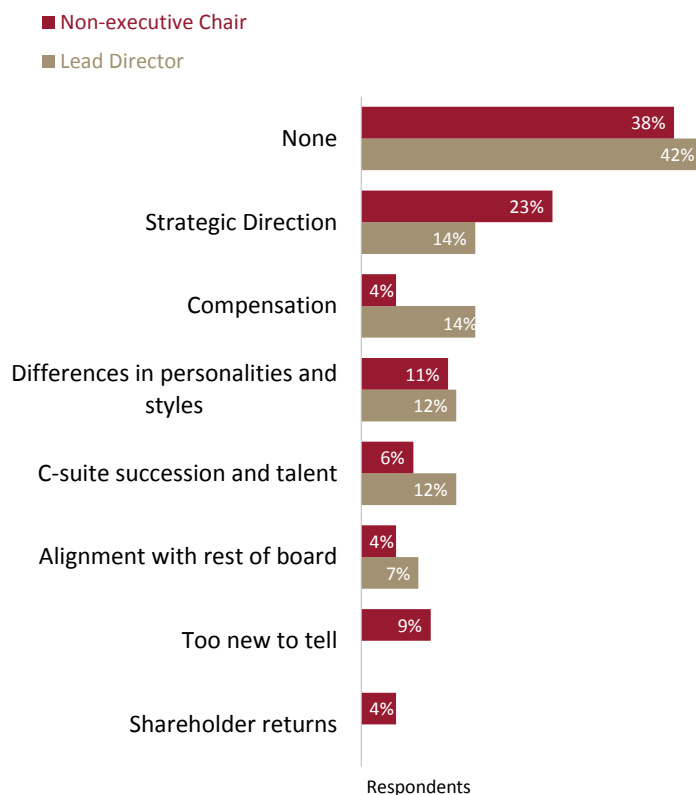 Non-executive Chair
Lead Director
None
38%
42%
Strategic Direction
23%
14%
Compensation
4%
14%
Differences in personalities and
styles
11%
12%
C-suite succession and talent
6%
12%
Alignment with rest of board
4%
7%
Too new to tell
9%
Shareholder returns
4%
Respondents